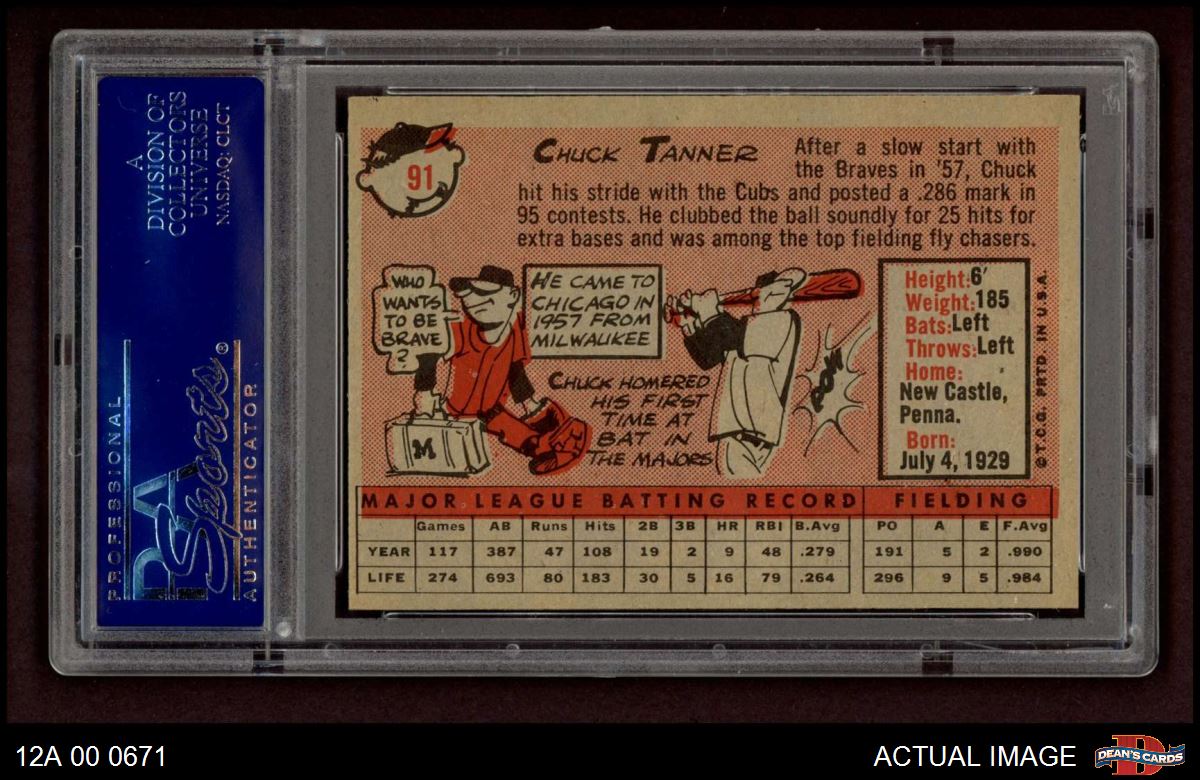 A
DIVISION OF
COLLECTORS
UNIVERSE
NASDAQ: CLCT
PROFESSIONAL
PSA
Sports®
AUTHENTICATOR
91
CHUCK TANNER
After a slow start with
the Braves in '57, Chuck
hit his stride with the Cubs and posted a .286 mark in
95 contests. He clubbed the ball soundly for 25 hits for
extra bases and was among the top fielding fly chasers.
WHO
WANTS
TO BE
BRAVE
?
HE CAME TO
CHICAGO IN
1957 FROM
MILWAUKEE
M
CHUCK HOMERED
HIS FIRST
TIME AT
BAT IN
THE MAJORS
POW
Height: 6'
Weight: 185
Bats: Left
Throws: Left
Home:
New Castle,
Penna.
Born:
July 4, 1929
©T.C.G. PRTD. IN U.S.A.
MAJOR LEAGUE BATTING RECORD FIELDING
Games AB Runs Hits 2B 3B HR RBI B.Avg PO A E F.Avg
YEAR 117 387 47 108 19 2 9 48 .279 191 5 2 .990
LIFE 274 693 80 183 30 5 16 79 .264 296 9 5 .984
12A 00 0671
ACTUAL IMAGE
D
DEAN'S CARDS